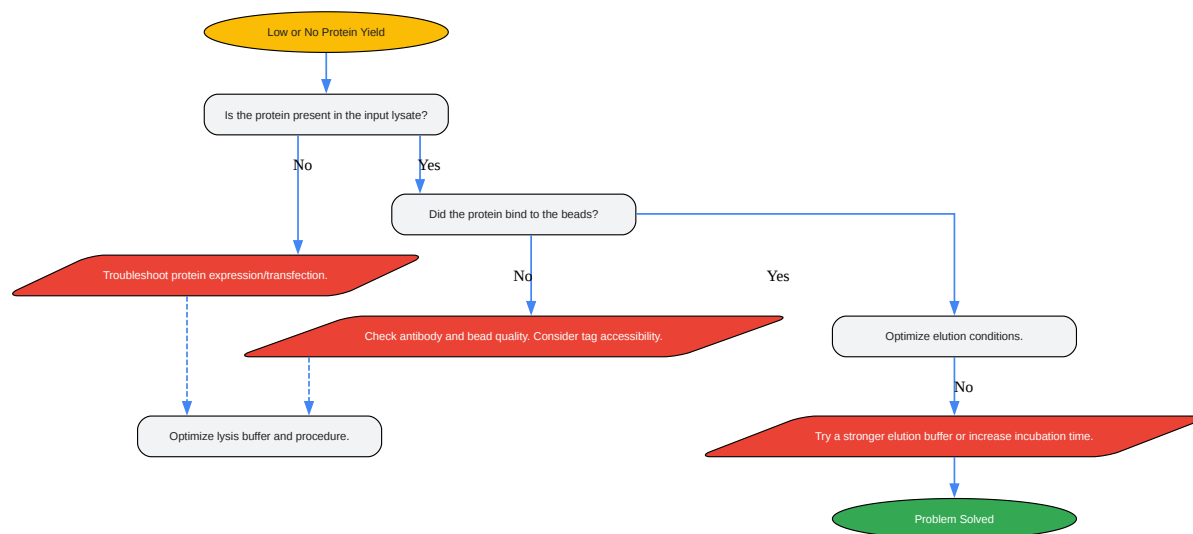 Low or No Protein Yield
Is the protein present in the input lysate?
No
Yes
Did the protein bind to the beads?
Troubleshoot protein expression/transfection.
No
Yes
Check antibody and bead quality. Consider tag accessibility.
Optimize elution conditions.
No
Optimize lysis buffer and procedure.
Try a stronger elution buffer or increase incubation time.
Problem Solved